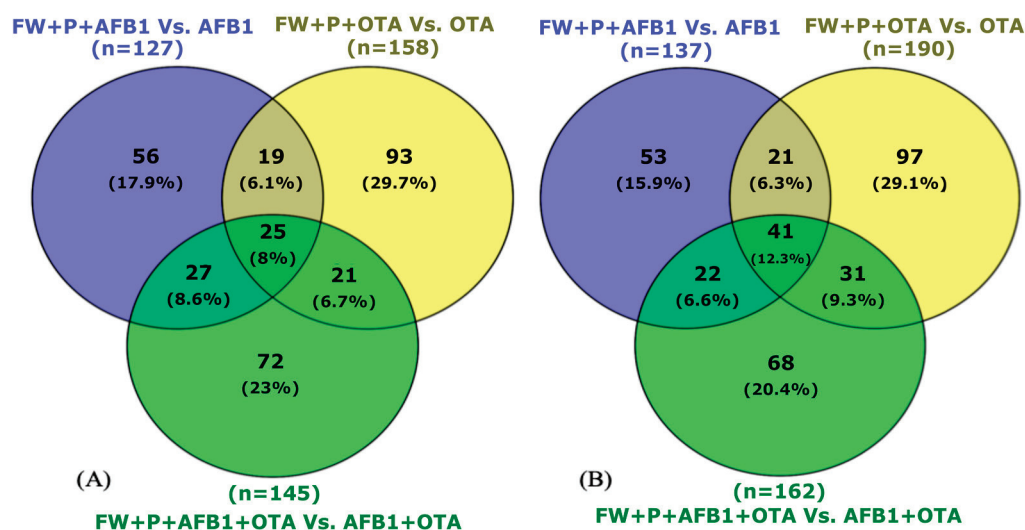 FW+P+AFB1 Vs. AFB1
(n=127)
FW+P+OTA Vs. OTA
(n=158)
56
(17.9%)
19
(6.1%)
93
(29.7%)
25
(8%)
27
(8.6%)
21
(6.7%)
72
(23%)
(A)
(n=145)
FW+P+AFB1+OTA Vs. AFB1+OTA
FW+P+AFB1 Vs. AFB1
(n=137)
FW+P+OTA Vs. OTA
(n=190)
53
(15.9%)
21
(6.3%)
97
(29.1%)
41
(12.3%)
22
(6.6%)
31
(9.3%)
68
(20.4%)
(B)
(n=162)
FW+P+AFB1+OTA Vs. AFB1+OTA